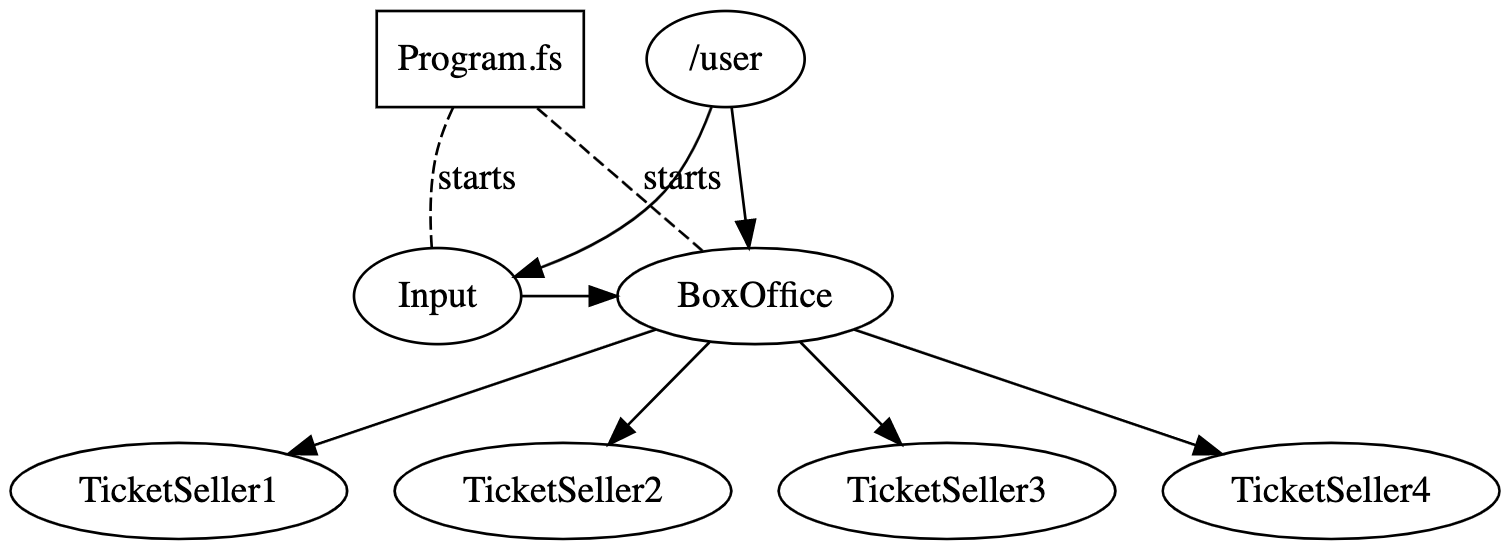 Program.fs
/user
starts
starts
Input
BoxOffice
TicketSeller1
TicketSeller2
TicketSeller3
TicketSeller4